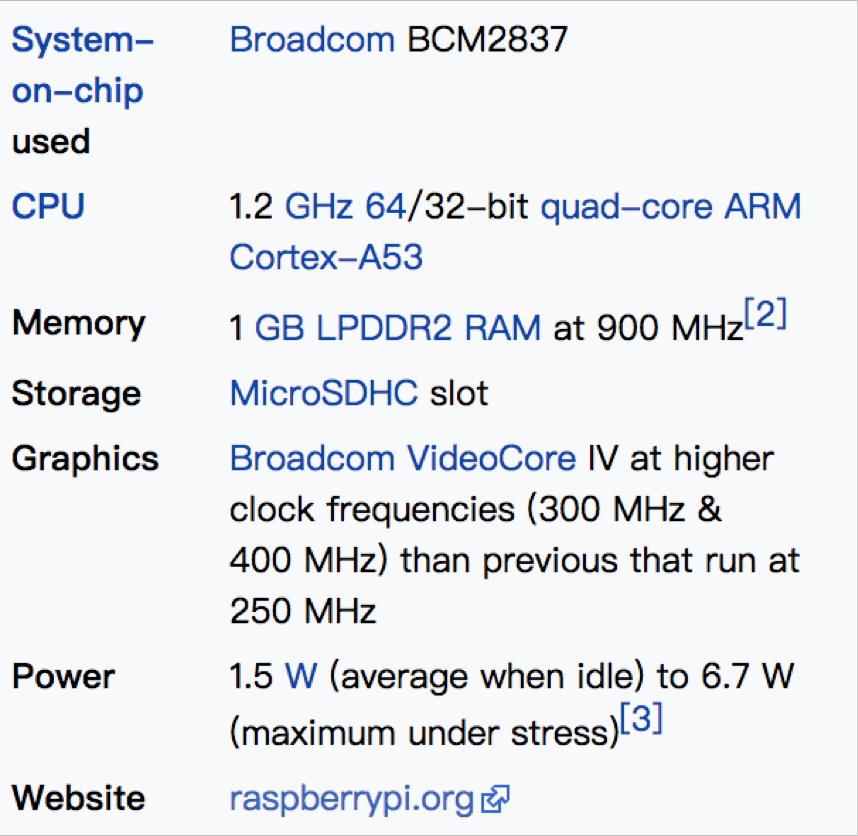 System-
on-chip
used
Broadcom BCM2837
CPU
1.2 GHz 64/32-bit quad-core ARM
Cortex-A53
Memory
1 GB LPDDR2 RAM at 900 MHz[2]
Storage
MicroSDHC slot
Graphics
Broadcom VideoCore IV at higher
clock frequencies (300 MHz &
400 MHz) than previous that run at
250 MHz
Power
1.5 W (average when idle) to 6.7 W
(maximum under stress)[3]
Website
raspberrypi.org